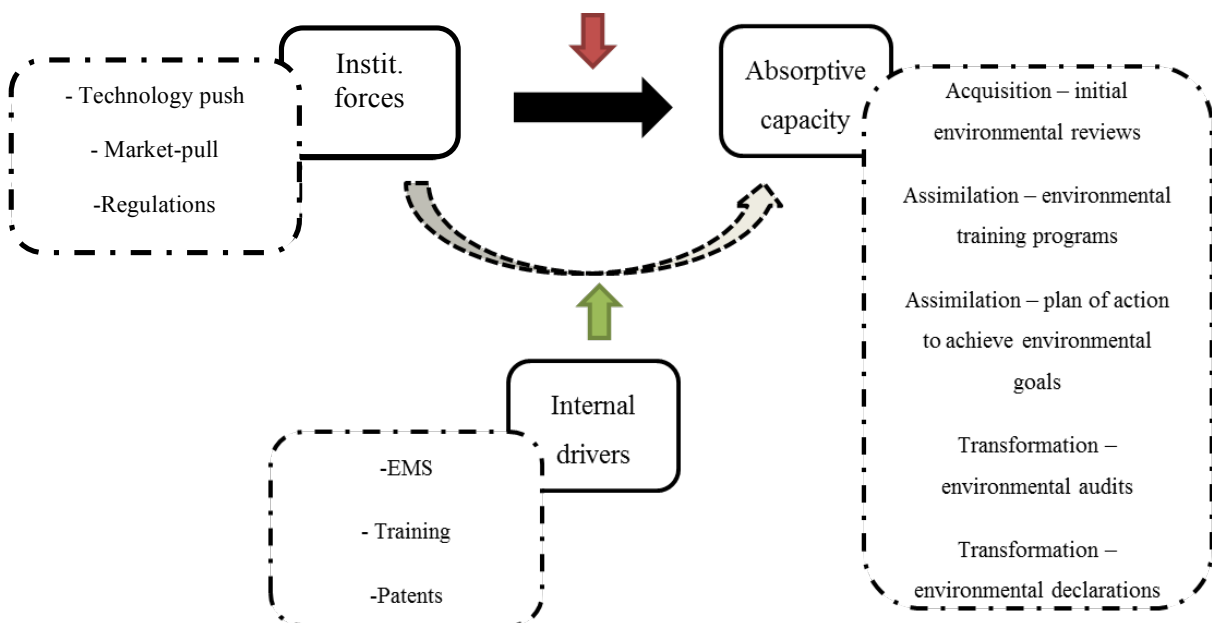 Instit.
forces
- Technology push
- Market-pull
-Regulations
Absorptive
capacity
Acquisition – initial
environmental reviews
Assimilation – environmental
training programs
Assimilation – plan of action
to achieve environmental
goals
Transformation –
environmental audits
Transformation –
environmental declarations
Internal
drivers
-EMS
- Training
-Patents